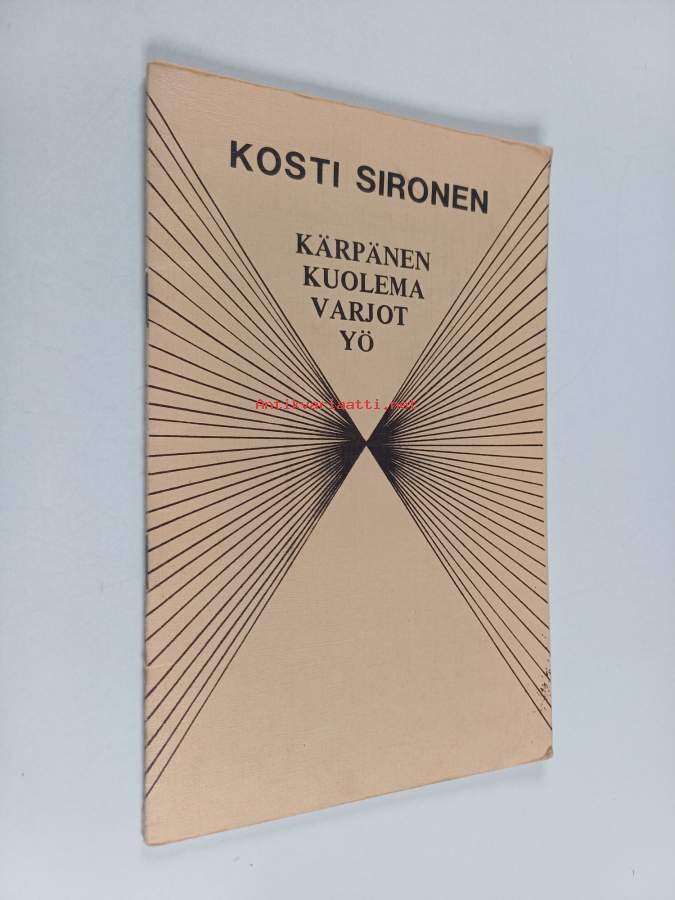 KOSTI SIRONEN
KÄRPÄNEN
KUOLEMA
VARJOT
YÖ
Antikvariaatti.net